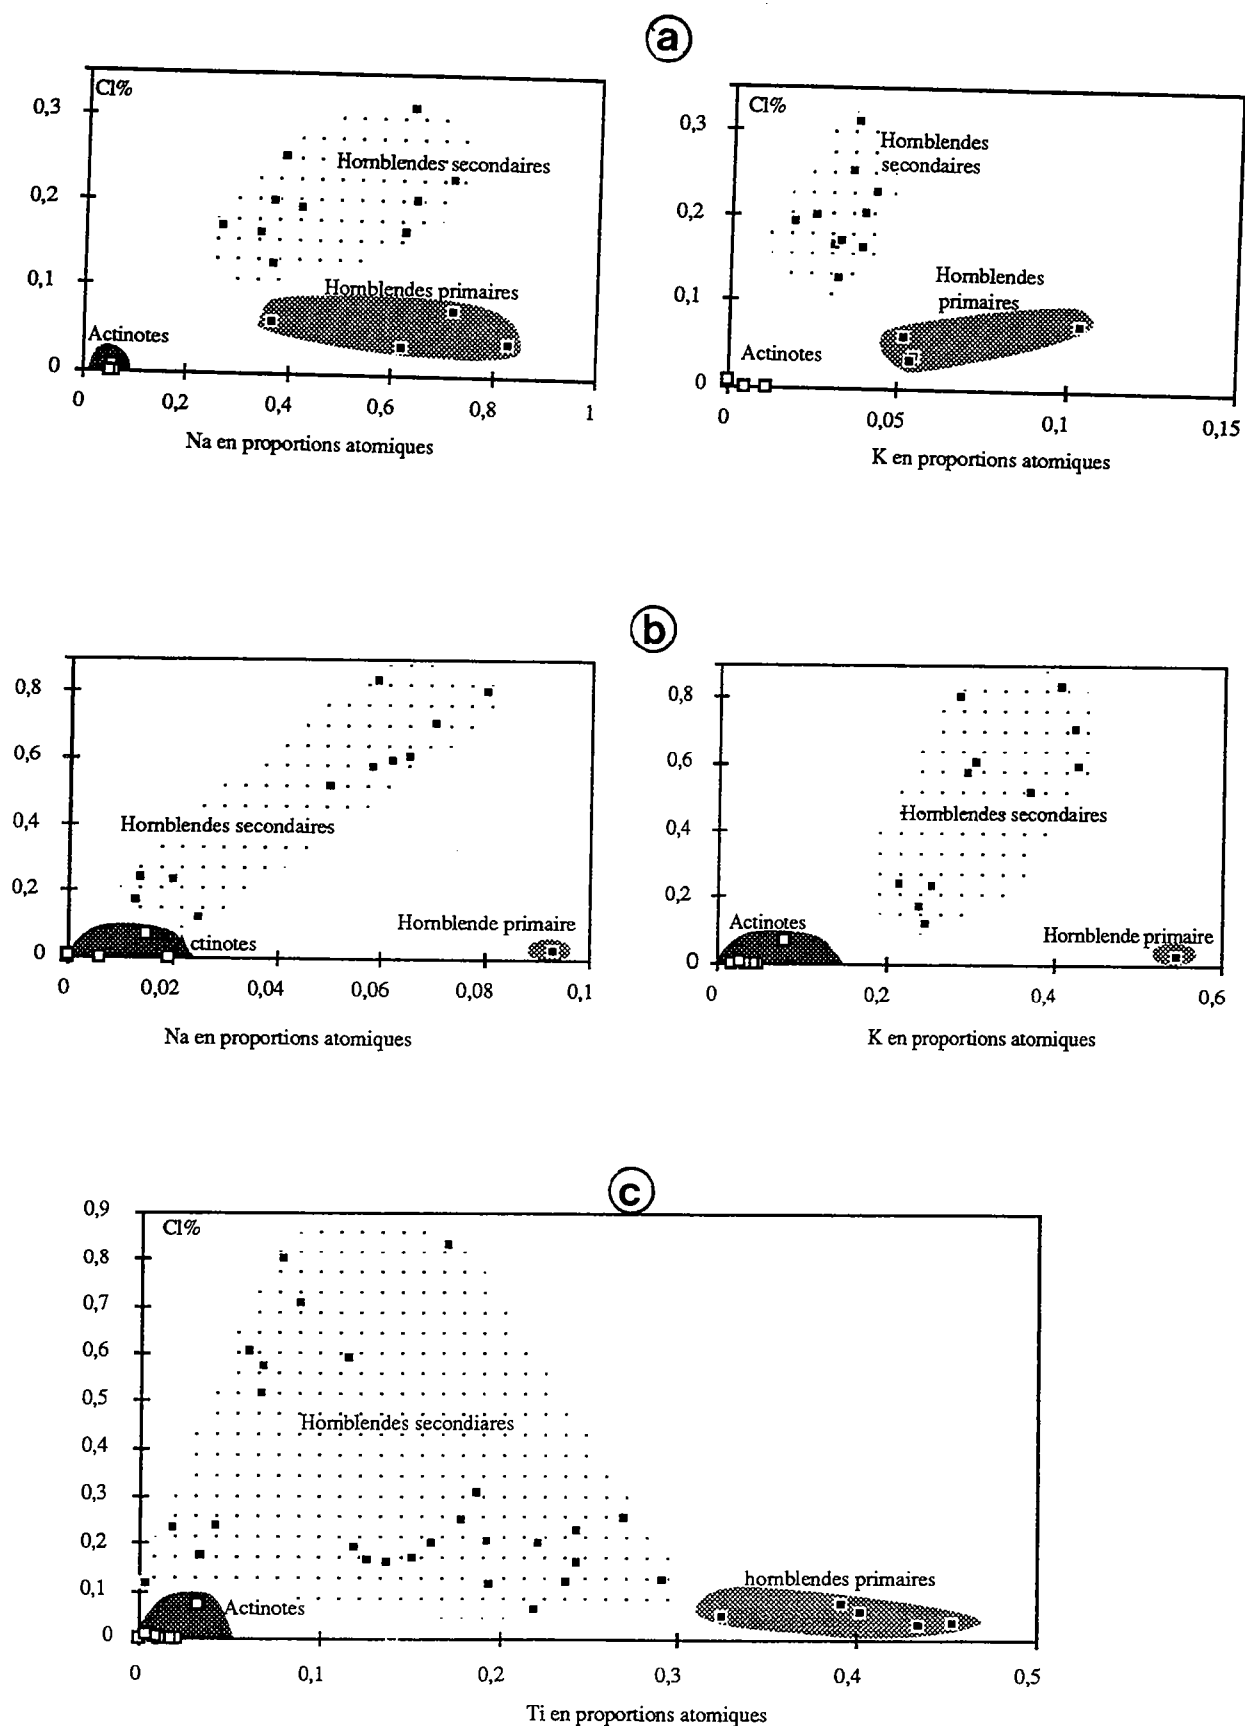 a
Cl%
0,3
Hornblendes secondaires
0,2
0,1
Hornblendes primaires
Actinotes
0
0 0,2 0,4 0,6 0,8 1
Na en proportions atomiques
Cl%
0,3
Hornblendes
secondaires
0,2
Hornblendes
primaires
0,1
Actinotes
0
0 0,05 0,1 0,15
K en proportions atomiques
b
0,8
0,6
0,4
Hornblendes secondaires
0,2
Hornblende primaire
ctinotes
0
0 0,02 0,04 0,06 0,08 0,1
Na en proportions atomiques
0,8
0,6
0,4
Hornblendes secondaires
0,2
Actinotes
Hornblende primaire
0
0 0,2 0,4 0,6
K en proportions atomiques
c
0,9
Cl%
0,8
0,7
0,6
0,5
Hornblendes secondiares
0,4
0,3
0,2
0,1
hornblendes primaires
Actinotes
0
0 0,1 0,2 0,3 0,4 0,5
Ti en proportions atomiques